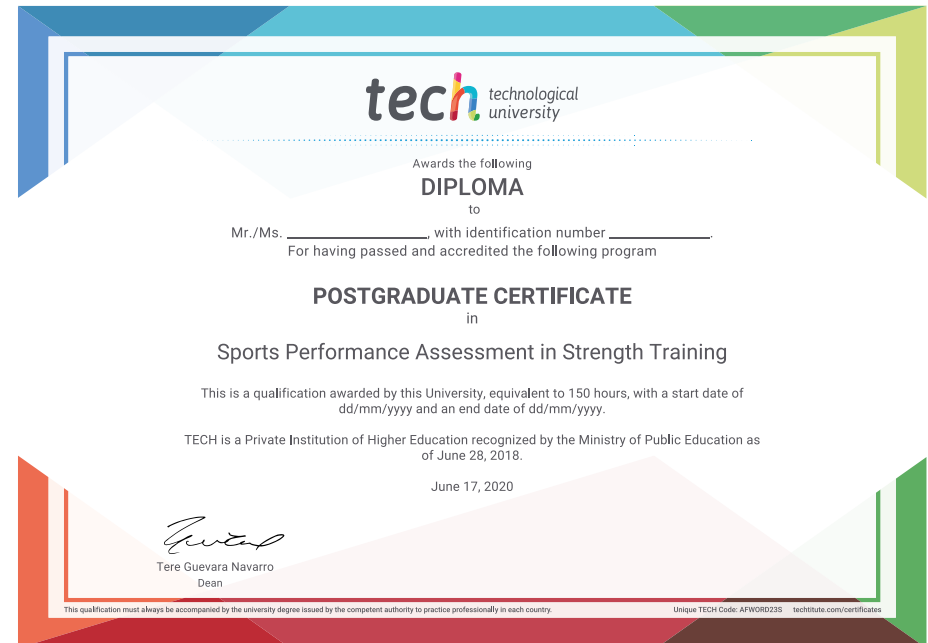 tech technological
university
Awards the following
DIPLOMA
to
Mr./Ms. ____________________, with identification number ______________.
For having passed and accredited the following program
POSTGRADUATE CERTIFICATE
in
Sports Performance Assessment in Strength Training
This is a qualification awarded by this University, equivalent to 150 hours, with a start date of
dd/mm/yyyy and an end date of dd/mm/yyyy.
TECH is a Private Institution of Higher Education recognized by the Ministry of Public Education as
of June 28, 2018.
June 17, 2020
Tere Guevara Navarro
Dean
This qualification must always be accompanied by the university degree issued by the competent authority to practice professionally in each country. Unique TECH Code: AFWORD23S techtitute.com/certificates